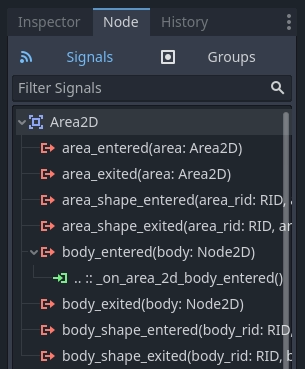 Inspector Node History
Signals Groups
Filter Signals
Area2D
area_entered(area: Area2D)
area_exited(area: Area2D)
area_shape_entered(area_rid: RID, a
area_shape_exited(area_rid: RID, ar
body_entered(body: Node2D)
.. :: _on_area_2d_body_entered()
body_exited(body: Node2D)
body_shape_entered(body_rid: RID,
body_shape_exited(body_rid: RID, b